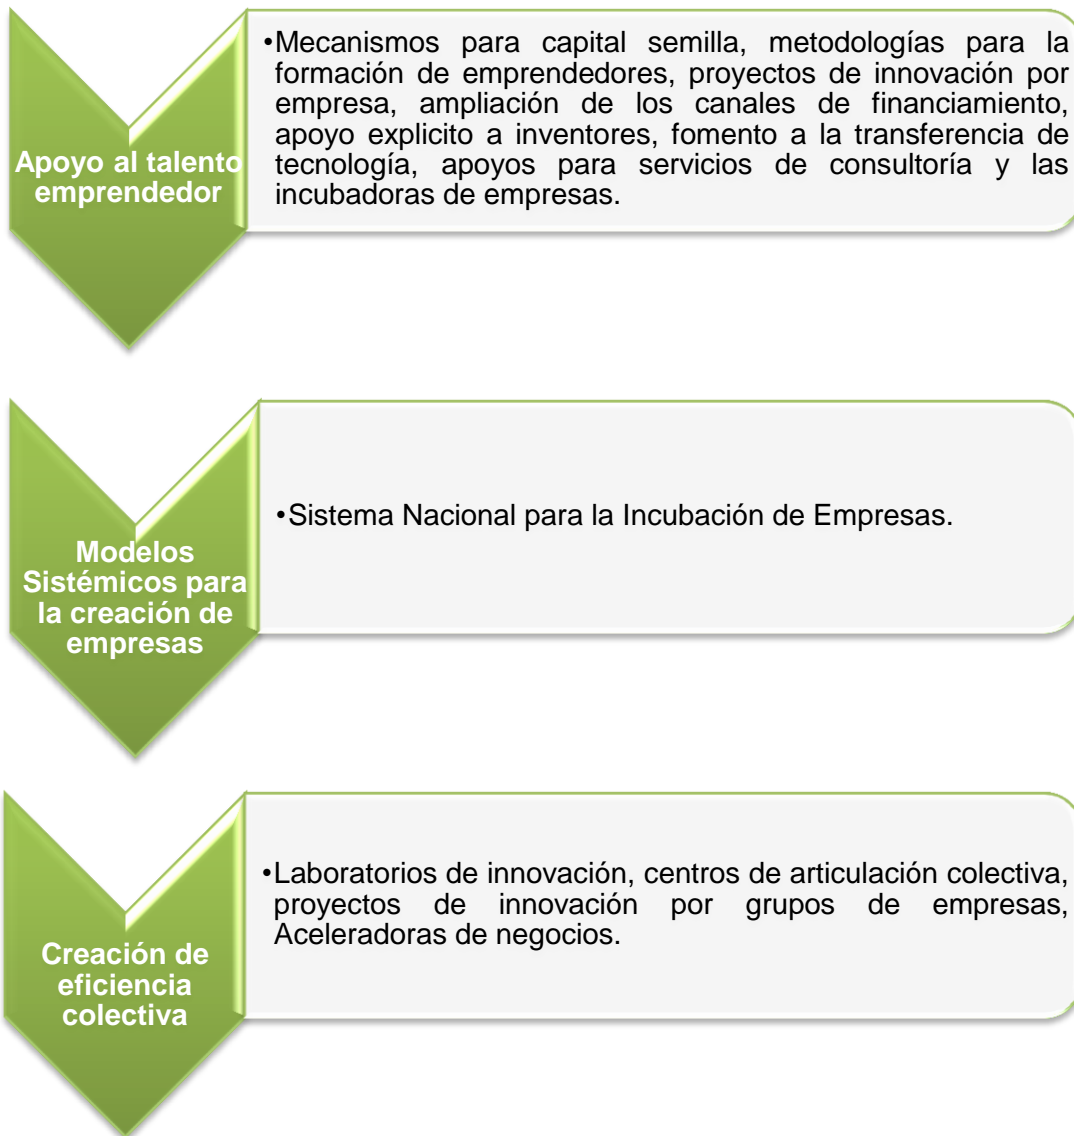 Apoyo al talento
emprendedor
•Mecanismos para capital semilla, metodologías para la
formación de emprendedores, proyectos de innovación por
empresa, ampliación de los canales de financiamiento,
apoyo explicito a inventores, fomento a la transferencia de
tecnología, apoyos para servicios de consultoría y las
incubadoras de empresas.
Modelos
Sistémicos para
la creación de
empresas
•Sistema Nacional para la Incubación de Empresas.
Creación de
eficiencia
colectiva
•Laboratorios de innovación, centros de articulación colectiva,
proyectos de innovación por grupos de empresas,
Aceleradoras de negocios.